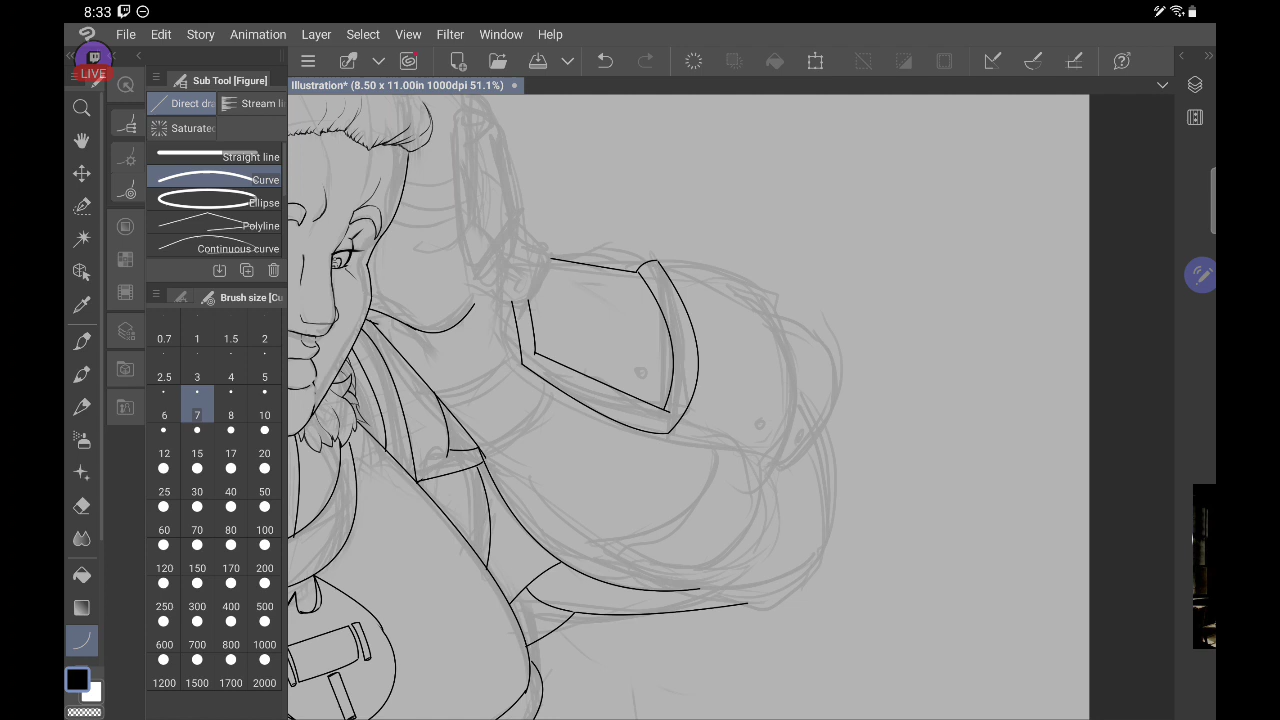 8:33
File Edit Story Animation Layer Select View Filter Window Help
LIVE
Sub Tool [Figure]
Illustration* (8.50 x 11.00in 1000dpi 51.1%)
Direct dra Stream li
Saturated
Straight line
Curve
Ellipse
Polyline
Continuous curve
Brush size [Cu
0.7 1 1.5 2
2.5 3 4 5
6 7 8 10
12 15 17 20
25 30 40 50
60 70 80 100
120 150 170 200
250 300 400 500
600 700 800 1000
1200 1500 1700 2000